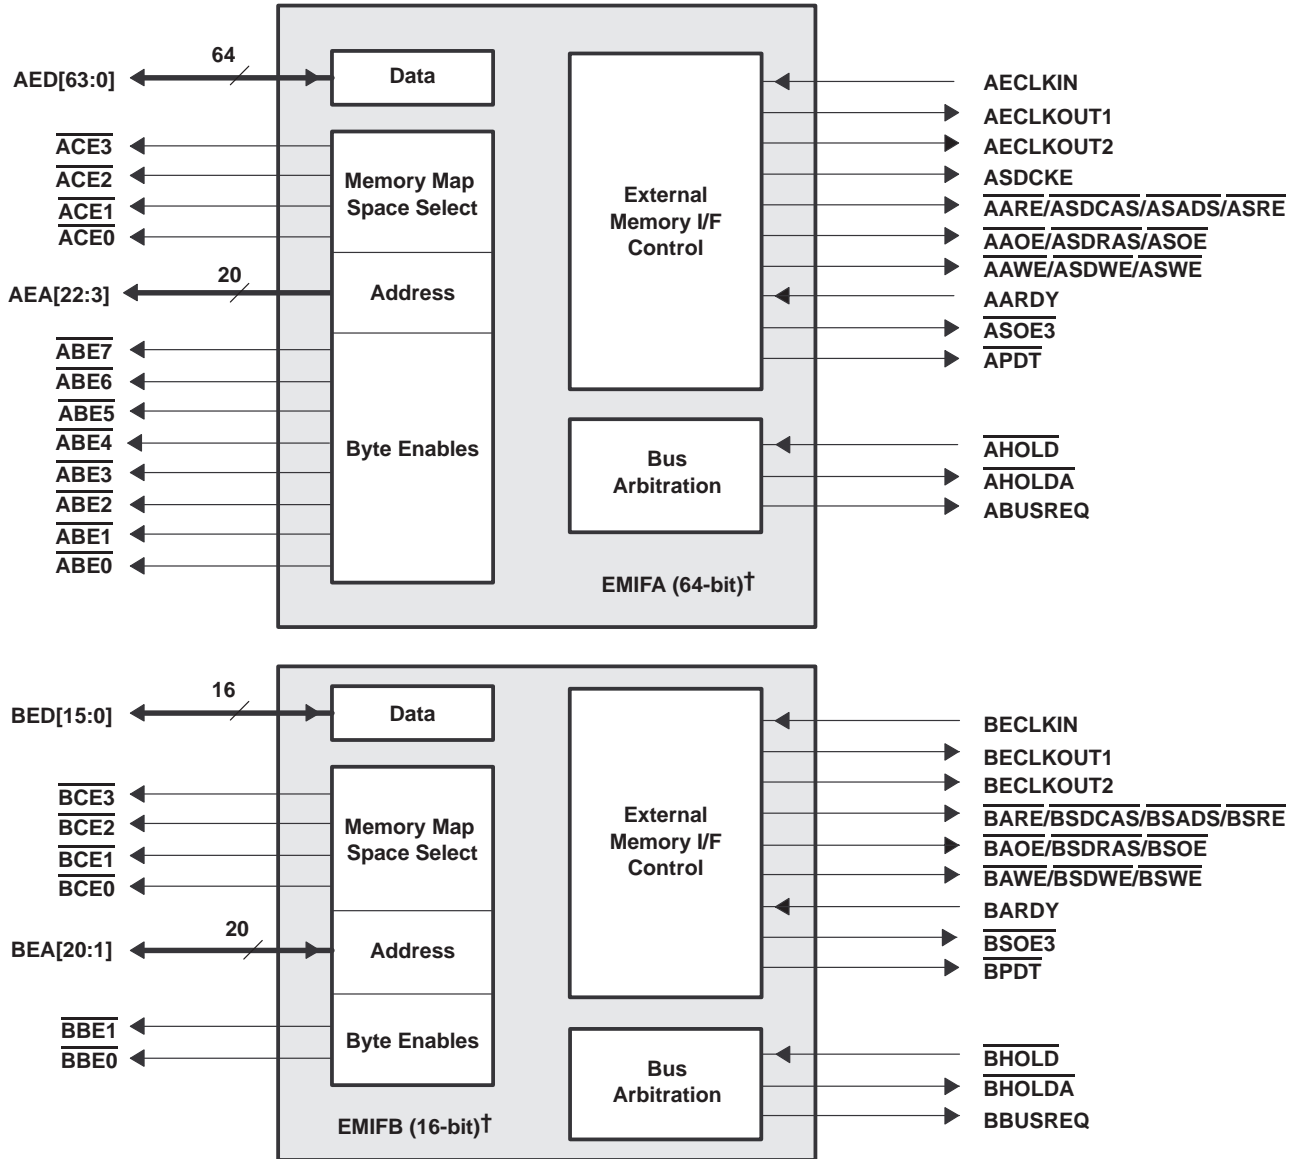 64
AED[63:0]
Data
ACE3
ACE2
ACE1
ACE0
Memory Map
Space Select
20
AEA[22:3]
Address
ABE7
ABE6
ABE5
ABE4
ABE3
ABE2
ABE1
ABE0
Byte Enables
External
Memory I/F
Control
AECLKIN
AECLKOUT1
AECLKOUT2
ASDCKE
AARE/ASDCAS/ASADS/ASRE
AAOE/ASDRAS/ASOE
AAWE/ASDWE/ASWE
AARDY
ASOE3
APDT
Bus
Arbitration
AHOLD
AHOLDA
ABUSREQ
EMIFA (64-bit)†
16
BED[15:0]
Data
BCE3
BCE2
BCE1
BCE0
Memory Map
Space Select
20
BEA[20:1]
Address
BBE1
BBE0
Byte Enables
External
Memory I/F
Control
BECLKIN
BECLKOUT1
BECLKOUT2
BARE/BSDCAS/BSADS/BSRE
BAOE/BSDRAS/BSOE
BAWE/BSDWE/BSWE
BARDY
BSOE3
BPDT
Bus
Arbitration
BHOLD
BHOLDA
BBUSREQ
EMIFB (16-bit)†